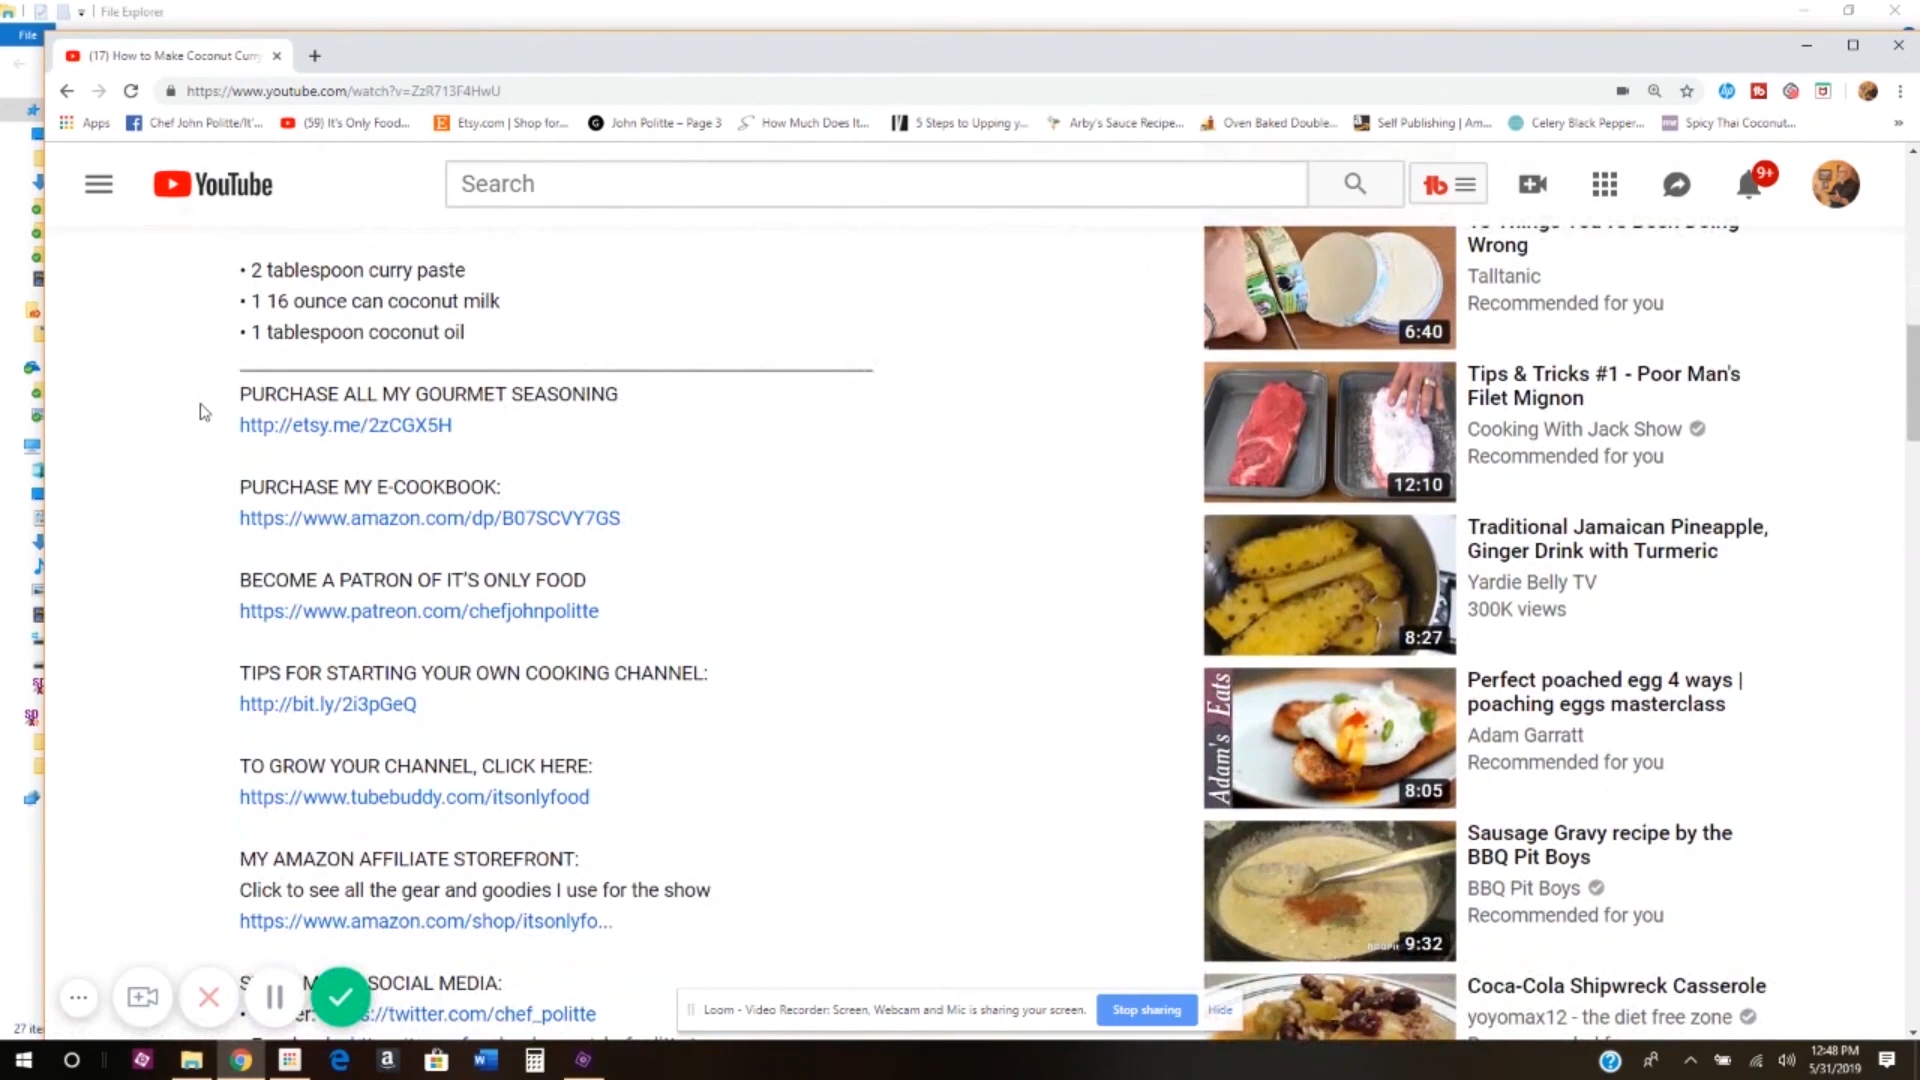 File Explorer
File
(17) How to Make Coconut Curry
https://www.youtube.com/watch?v=ZzR713F4HwU
Apps
Chef John Politte/It'...
(59) It's Only Food...
Etsy.com | Shop for...
John Politte – Page 3
How Much Does It...
5 Steps to Upping y...
Arby's Sauce Recipe...
Oven Baked Double...
Self Publishing | Am...
Celery Black Pepper...
Spicy Thai Coconut...
YouTube
Search
9+
• 2 tablespoon curry paste
• 1 16 ounce can coconut milk
• 1 tablespoon coconut oil
PURCHASE ALL MY GOURMET SEASONING
http://etsy.me/2zCGX5H
PURCHASE MY E-COOKBOOK:
https://www.amazon.com/dp/B07SCVY7GS
BECOME A PATRON OF IT'S ONLY FOOD
https://www.patreon.com/chefjohnpolitte
TIPS FOR STARTING YOUR OWN COOKING CHANNEL:
http://bit.ly/2i3pGeQ
TO GROW YOUR CHANNEL, CLICK HERE:
https://www.tubebuddy.com/itsonlyfood
MY AMAZON AFFILIATE STOREFRONT:
Click to see all the gear and goodies I use for the show
https://www.amazon.com/shop/itsonlyfo...
SOCIAL MEDIA:
//twitter.com/chef_politte
Wrong
Talltanic
Recommended for you
6:40
Tips & Tricks #1 - Poor Man's
Filet Mignon
Cooking With Jack Show
Recommended for you
12:10
Traditional Jamaican Pineapple,
Ginger Drink with Turmeric
Yardie Belly TV
300K views
8:27
Perfect poached egg 4 ways |
poaching eggs masterclass
Adam Garratt
Recommended for you
Adam's Eats
8:05
Sausage Gravy recipe by the
BBQ Pit Boys
BBQ Pit Boys
Recommended for you
9:32
Coca-Cola Shipwreck Casserole
yoyomax12 - the diet free zone
Loom - Video Recorder: Screen, Webcam and Mic is sharing your screen.
Stop sharing
Hide
27 ite
12:48 PM
5/31/2019